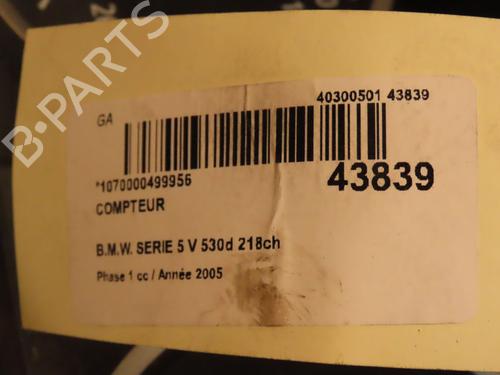 B-PARTS
GA
40300501 43839
*1070000499956
43839
COMPTEUR
B.M.W. SERIE 5 V 530d 218ch
Phase 1 cc / Année 2005